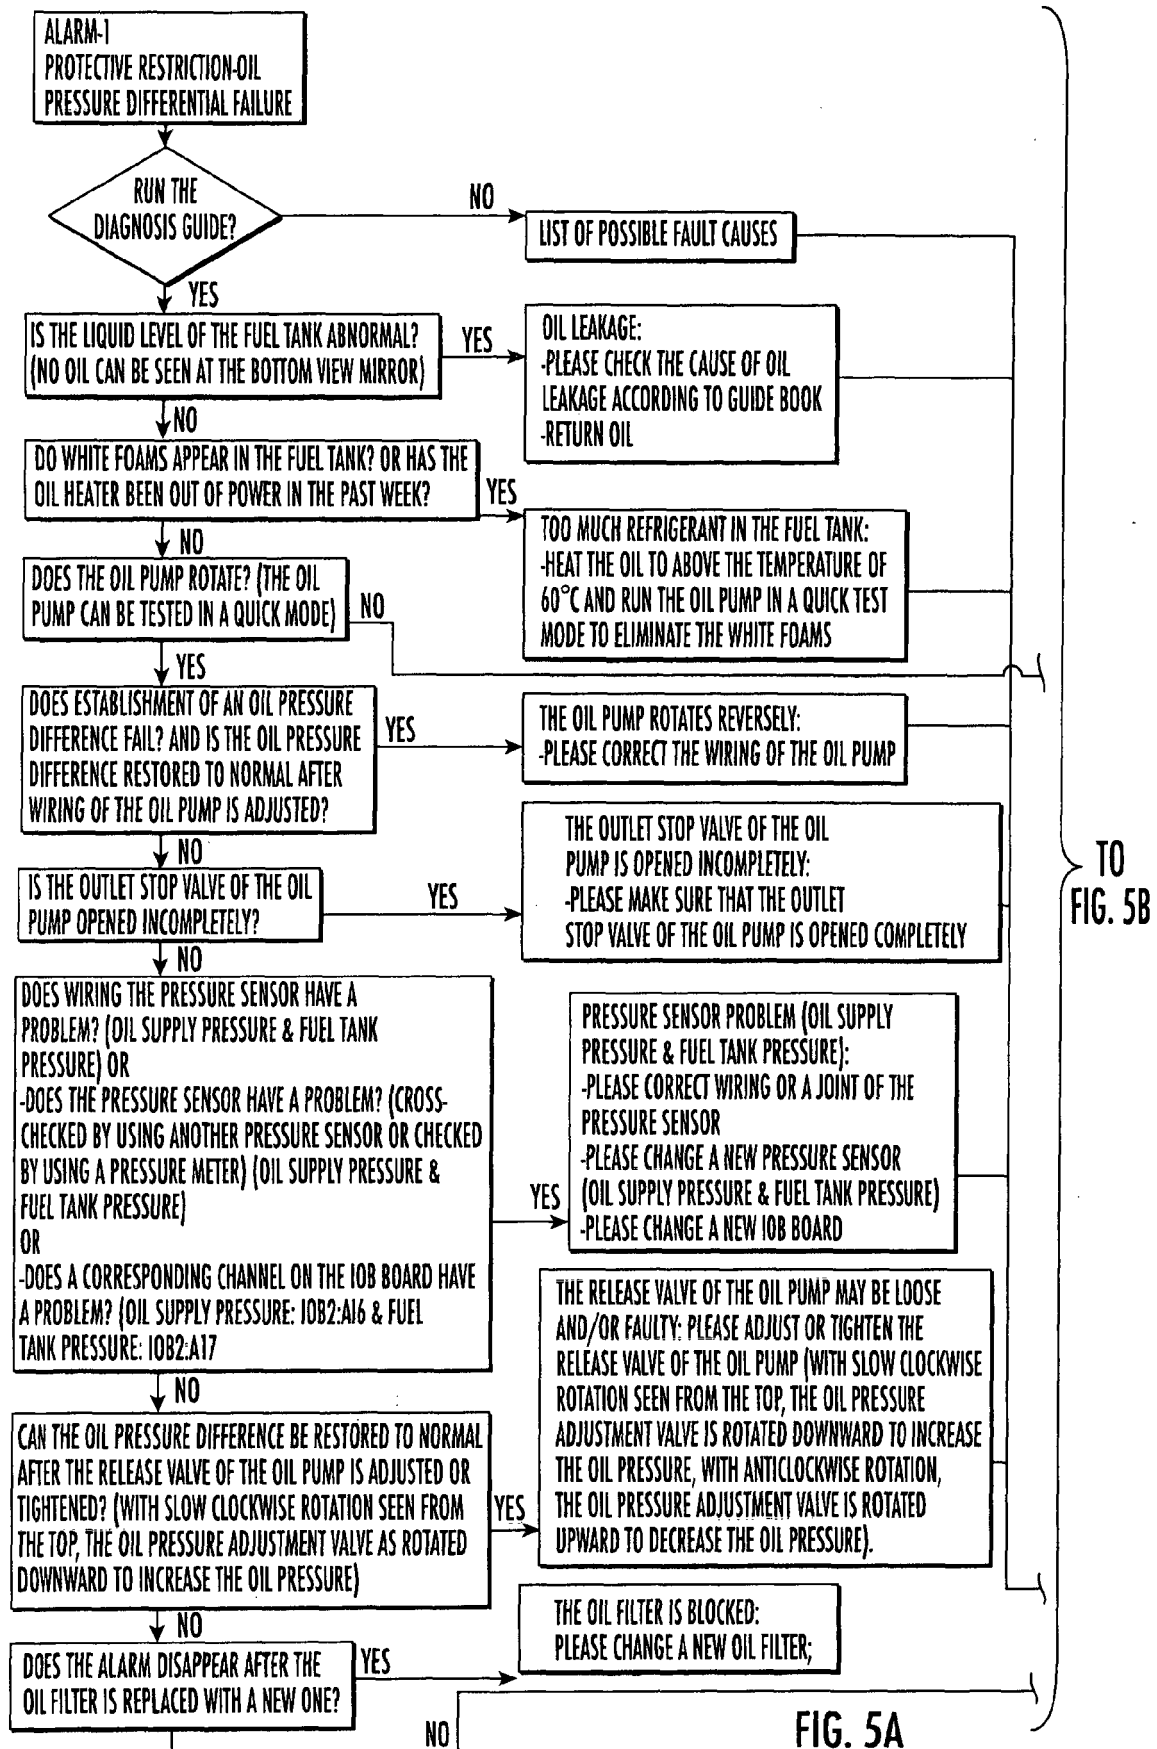 ALARM-1
PROTECTIVE RESTRICTION-OIL
PRESSURE DIFFERENTIAL FAILURE
RUN THE
DIAGNOSIS GUIDE?
NO
LIST OF POSSIBLE FAULT CAUSES
YES
IS THE LIQUID LEVEL OF THE FUEL TANK ABNORMAL?
(NO OIL CAN BE SEEN AT THE BOTTOM VIEW MIRROR)
YES
OIL LEAKAGE:
-PLEASE CHECK THE CAUSE OF OIL
LEAKAGE ACCORDING TO GUIDE BOOK
-RETURN OIL
NO
DO WHITE FOAMS APPEAR IN THE FUEL TANK? OR HAS THE
OIL HEATER BEEN OUT OF POWER IN THE PAST WEEK?
YES
TOO MUCH REFRIGERANT IN THE FUEL TANK:
-HEAT THE OIL TO ABOVE THE TEMPERATURE OF
60°C AND RUN THE OIL PUMP IN A QUICK TEST
MODE TO ELIMINATE THE WHITE FOAMS
NO
DOES THE OIL PUMP ROTATE? (THE OIL
PUMP CAN BE TESTED IN A QUICK MODE)
NO
YES
DOES ESTABLISHMENT OF AN OIL PRESSURE
DIFFERENCE FAIL? AND IS THE OIL PRESSURE
DIFFERENCE RESTORED TO NORMAL AFTER
WIRING OF THE OIL PUMP IS ADJUSTED?
YES
THE OIL PUMP ROTATES REVERSELY:
-PLEASE CORRECT THE WIRING OF THE OIL PUMP
NO
IS THE OUTLET STOP VALVE OF THE OIL
PUMP OPENED INCOMPLETELY?
YES
THE OUTLET STOP VALVE OF THE OIL
PUMP IS OPENED INCOMPLETELY:
-PLEASE MAKE SURE THAT THE OUTLET
STOP VALVE OF THE OIL PUMP IS OPENED COMPLETELY
TO
FIG. 5B
NO
DOES WIRING THE PRESSURE SENSOR HAVE A
PROBLEM? (OIL SUPPLY PRESSURE & FUEL TANK
PRESSURE) OR
-DOES THE PRESSURE SENSOR HAVE A PROBLEM? (CROSS-
CHECKED BY USING ANOTHER PRESSURE SENSOR OR CHECKED
BY USING A PRESSURE METER) (OIL SUPPLY PRESSURE &
FUEL TANK PRESSURE)
OR
-DOES A CORRESPONDING CHANNEL ON THE IOB BOARD HAVE
A PROBLEM? (OIL SUPPLY PRESSURE: IOB2:AI6 & FUEL
TANK PRESSURE: IOB2:A17
YES
PRESSURE SENSOR PROBLEM (OIL SUPPLY
PRESSURE & FUEL TANK PRESSURE):
-PLEASE CORRECT WIRING OR A JOINT OF THE
PRESSURE SENSOR
-PLEASE CHANGE A NEW PRESSURE SENSOR
(OIL SUPPLY PRESSURE & FUEL TANK PRESSURE)
-PLEASE CHANGE A NEW IOB BOARD
NO
CAN THE OIL PRESSURE DIFFERENCE BE RESTORED TO NORMAL
AFTER THE RELEASE VALVE OF THE OIL PUMP IS ADJUSTED OR
TIGHTENED? (WITH SLOW CLOCKWISE ROTATION SEEN FROM
THE TOP, THE OIL PRESSURE ADJUSTMENT VALVE AS ROTATED
DOWNWARD TO INCREASE THE OIL PRESSURE)
YES
THE RELEASE VALVE OF THE OIL PUMP MAY BE LOOSE
AND/OR FAULTY: PLEASE ADJUST OR TIGHTEN THE
RELEASE VALVE OF THE OIL PUMP (WITH SLOW CLOCKWISE
ROTATION SEEN FROM THE TOP, THE OIL PRESSURE
ADJUSTMENT VALVE IS ROTATED DOWNWARD TO INCREASE
THE OIL PRESSURE, WITH ANTICLOCKWISE ROTATION,
THE OIL PRESSURE ADJUSTMENT VALVE IS ROTATED
UPWARD TO DECREASE THE OIL PRESSURE).
NO
DOES THE ALARM DISAPPEAR AFTER THE
OIL FILTER IS REPLACED WITH A NEW ONE?
YES
THE OIL FILTER IS BLOCKED:
PLEASE CHANGE A NEW OIL FILTER;
NO
FIG. 5A